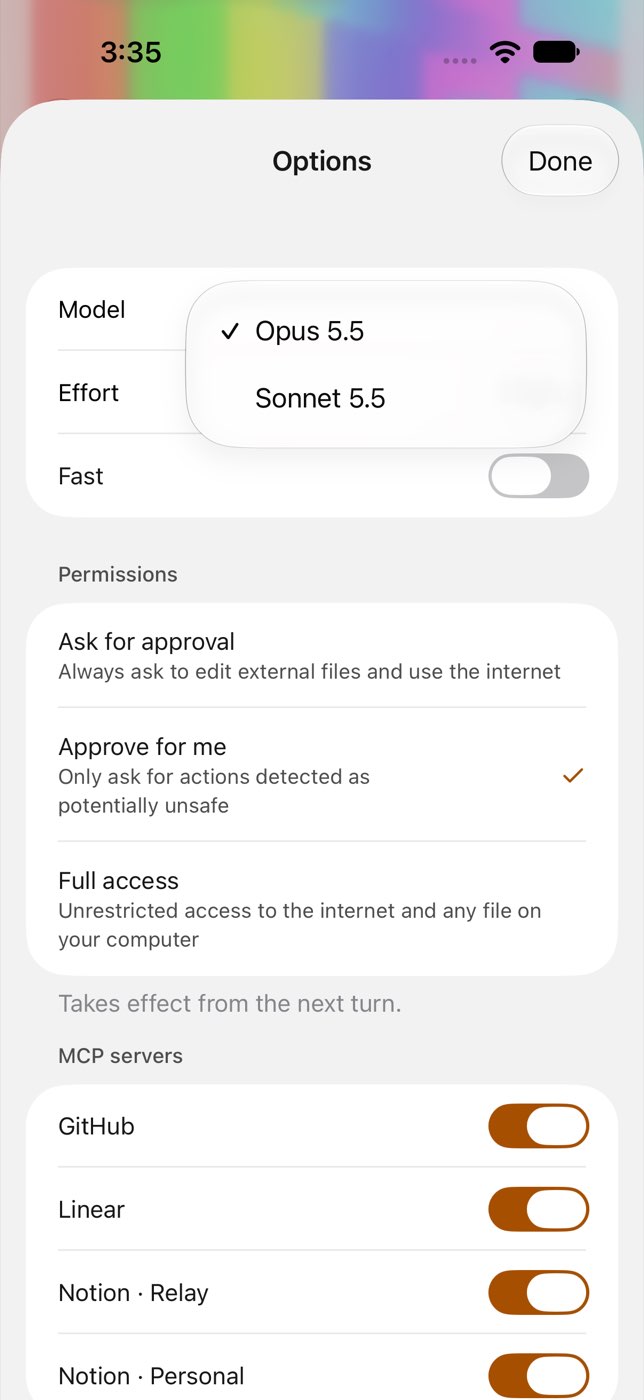 3:35
Options
Done
Model
Opus 5.5
Sonnet 5.5
Effort
Fast
Permissions
Ask for approval
Always ask to edit external files and use the internet
Approve for me
Only ask for actions detected as
potentially unsafe
Full access
Unrestricted access to the internet and any file on
your computer
Takes effect from the next turn.
MCP servers
GitHub
Linear
Notion · Relay
Notion · Personal